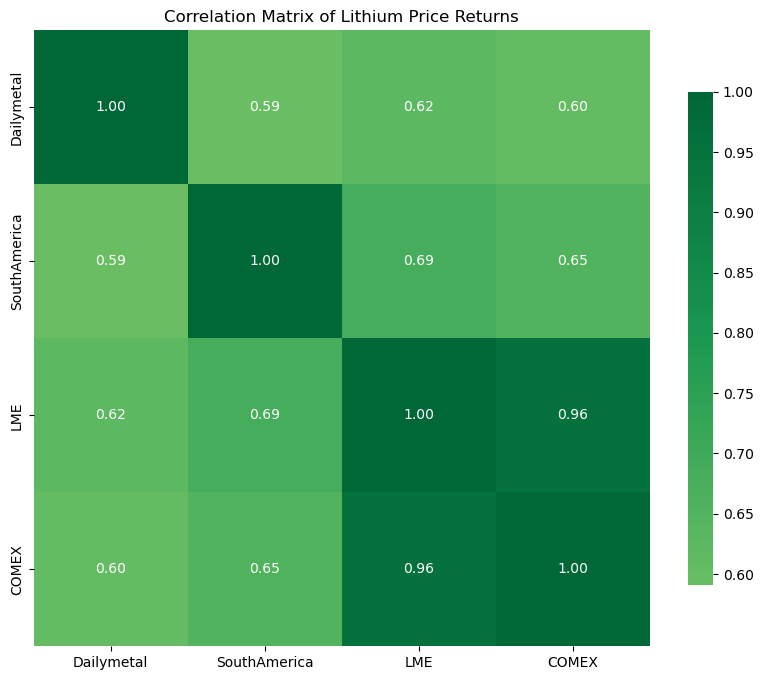 Correlation Matrix of Lithium Price Returns
Dailymetal
1.00 0.59 0.62 0.60
SouthAmerica
0.59 1.00 0.69 0.65
LME
0.62 0.69 1.00 0.96
COMEX
0.60 0.65 0.96 1.00
Dailymetal SouthAmerica LME COMEX
1.00
0.95
0.90
0.85
0.80
0.75
0.70
0.65
0.60